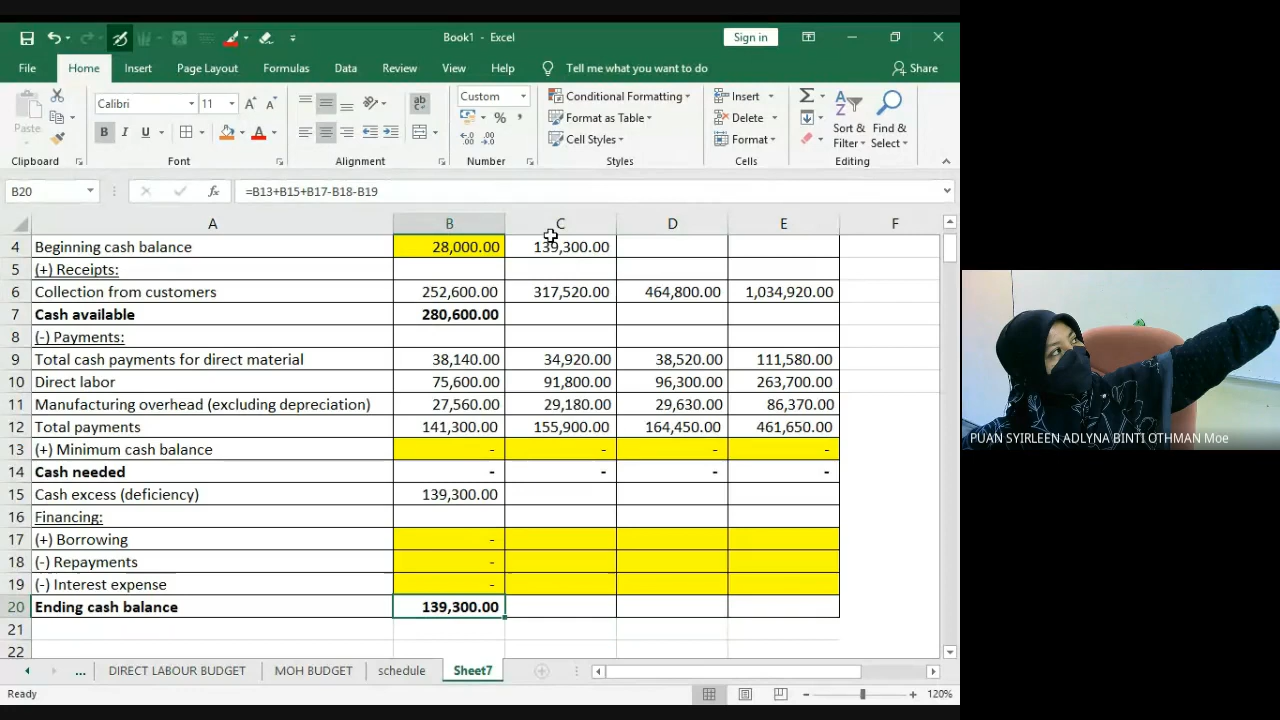 Book1 - Excel
Sign in
File Home Insert Page Layout Formulas Data Review View Help Tell me what you want to do Share
Paste
Calibri 11
B I U
ab
Custom
% ,
Conditional Formatting
Format as Table
Cell Styles
Insert
Delete
Format
Sort & Filter
Find & Select
Clipboard Font Alignment Number Styles Cells Editing
B20 fx =B13+B15+B17-B18-B19
A B C D E F
4 Beginning cash balance 28,000.00 139,300.00
5 (+) Receipts:
6 Collection from customers 252,600.00 317,520.00 464,800.00 1,034,920.00
7 Cash available 280,600.00
8 (-) Payments:
9 Total cash payments for direct material 38,140.00 34,920.00 38,520.00 111,580.00
10 Direct labor 75,600.00 91,800.00 96,300.00 263,700.00
11 Manufacturing overhead (excluding depreciation) 27,560.00 29,180.00 29,630.00 86,370.00
12 Total payments 141,300.00 155,900.00 164,450.00 461,650.00
13 (+) Minimum cash balance - - - -
14 Cash needed - - - -
15 Cash excess (deficiency) 139,300.00
16 Financing:
17 (+) Borrowing -
18 (-) Repayments -
19 (-) Interest expense -
20 Ending cash balance 139,300.00
21
22
... DIRECT LABOUR BUDGET MOH BUDGET schedule Sheet7
Ready 120%
PUAN SYIRLEEN ADLYNA BINTI OTHMAN Moe